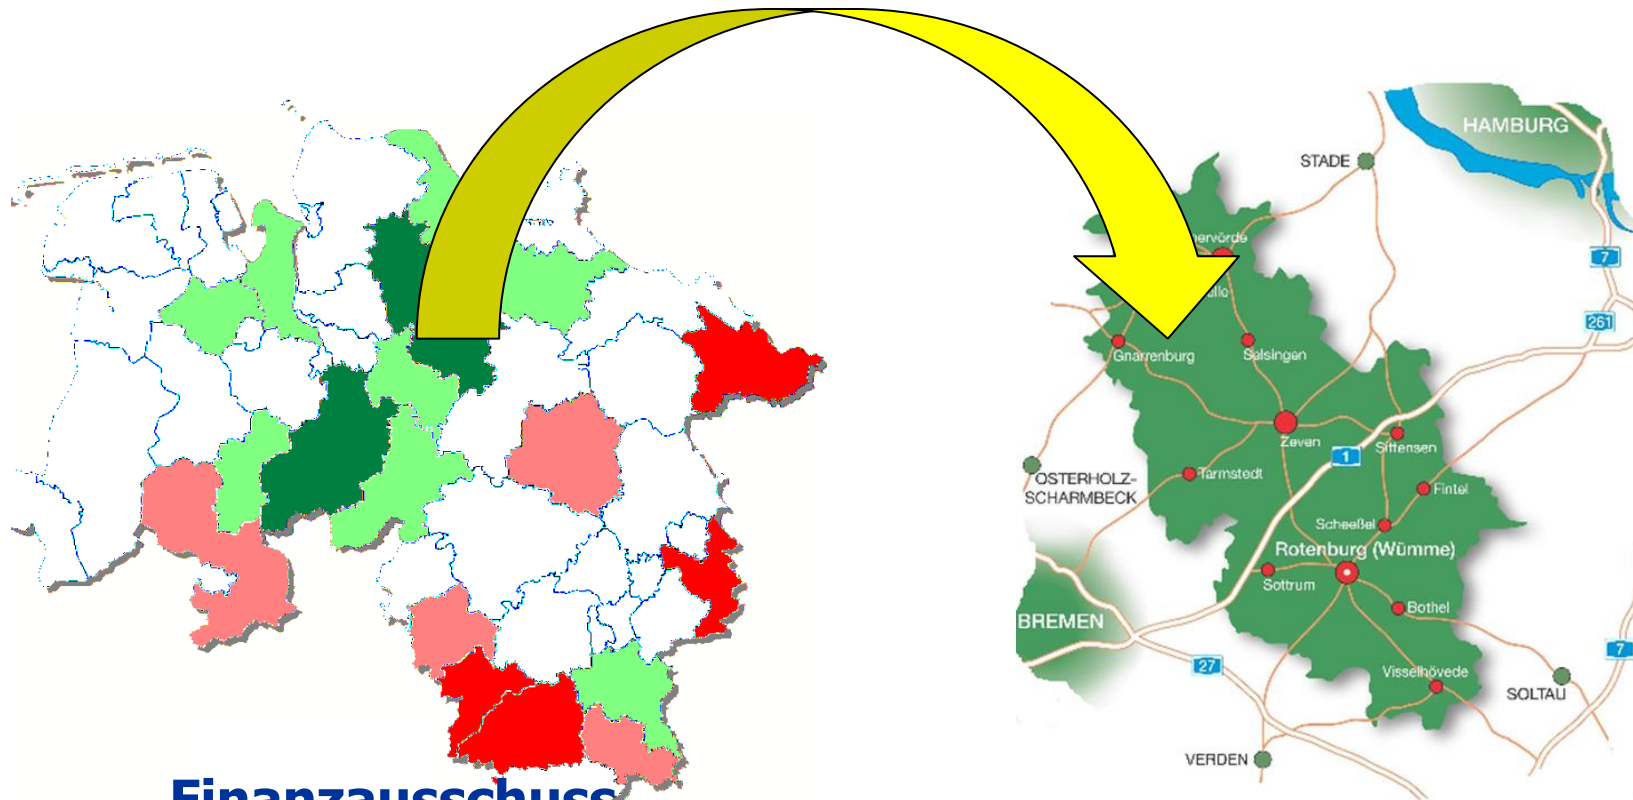 HAMBURG
STADE
ervörde
7
261
Gnarrenburg
Selsingen
Zeven
Sittensen
1
OSTERHOLZ-
SCHARMBECK
Tarmstedt
Fintel
Scheeßel
Rotenburg (Wümme)
Sottrum
Bothel
BREMEN
7
27
Visselhövede
SOLTAU
VERDEN
Finanzausschuss